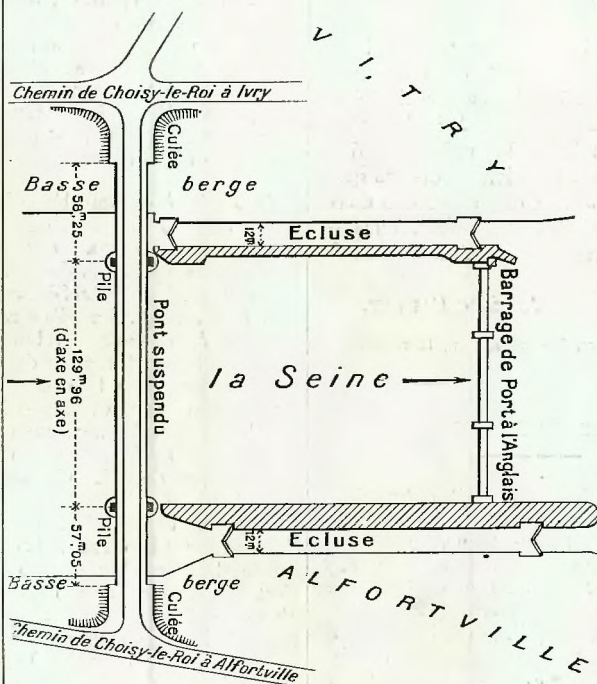 VITRY
Chemin de Choisy-le-Roi à Ivry
Culée
Basse berge
58m25
Ecluse
12m
Pile
Pont suspendu
Barrage de Port à l'Anglais
129m96
(d'axe en axe)
la Seine
Pile
57m05
Ecluse
12m
Basse berge
ALFORTVILLE
Culée
Chemin de Choisy-le-Roi à Alfortville